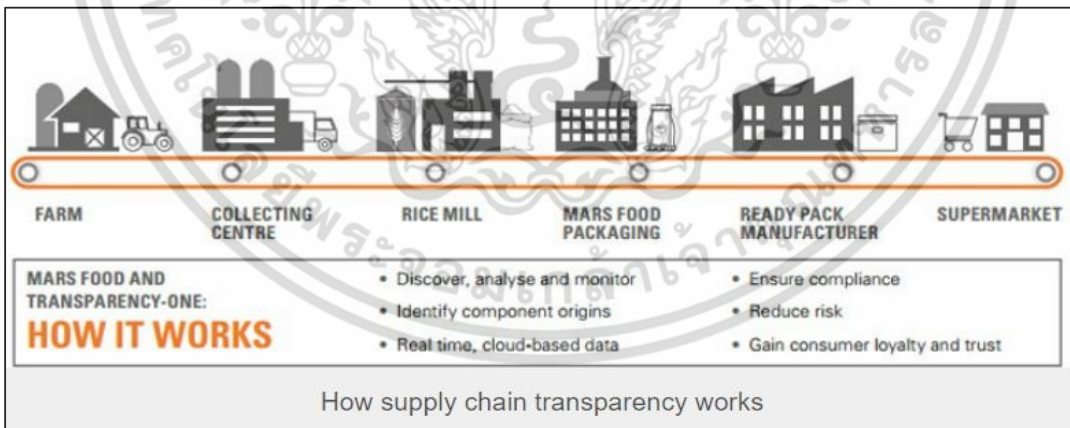 FARM
COLLECTING
CENTRE
RICE MILL
MARS FOOD
PACKAGING
READY PACK
MANUFACTURER
SUPERMARKET
MARS FOOD AND
TRANSPARENCY-ONE:
HOW IT WORKS
• Discover, analyse and monitor
• Identify component origins
• Real time, cloud-based data
• Ensure compliance
• Reduce risk
• Gain consumer loyalty and trust
How supply chain transparency works